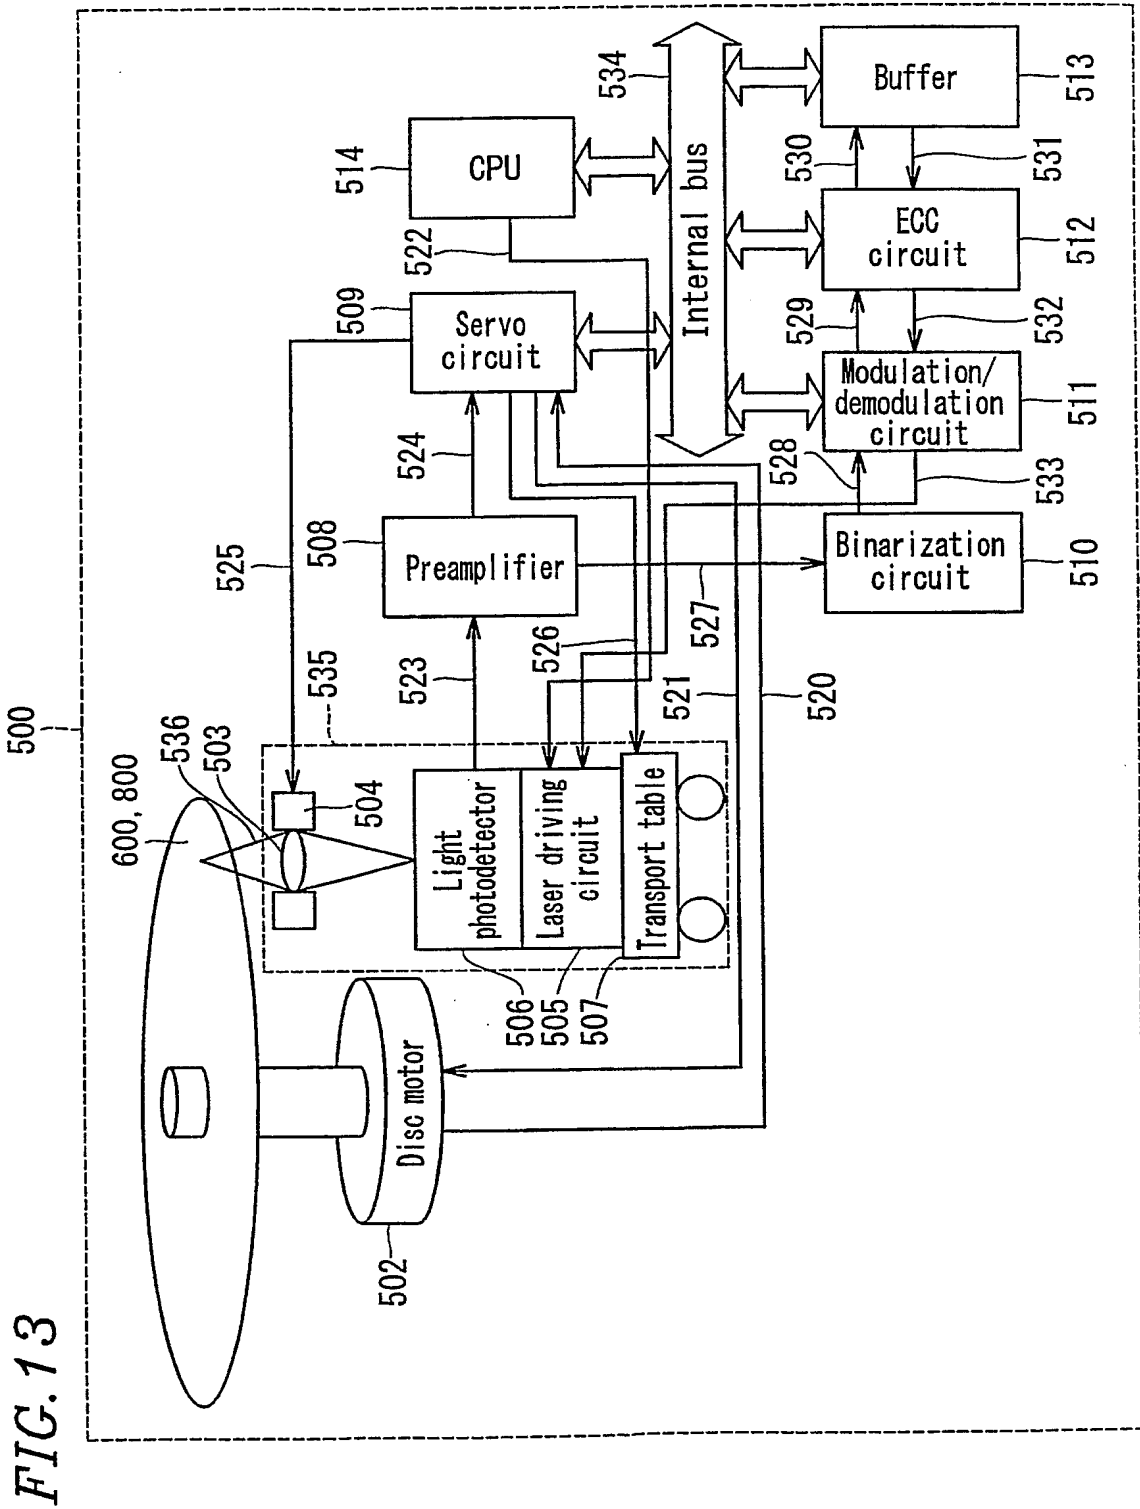 FIG. 13
500
600, 800
536
503
504
535
525
Light
photodetector
Laser driving
circuit
Transport table
506
505
507
Disc motor
502
523
Preamplifier
508
524
Servo
circuit
509
CPU
514
522
526
527
521
520
534
Internal bus
Binarization
circuit
510
528
533
Modulation/
demodulation
circuit
511
529
532
ECC
circuit
512
530
531
Buffer
513